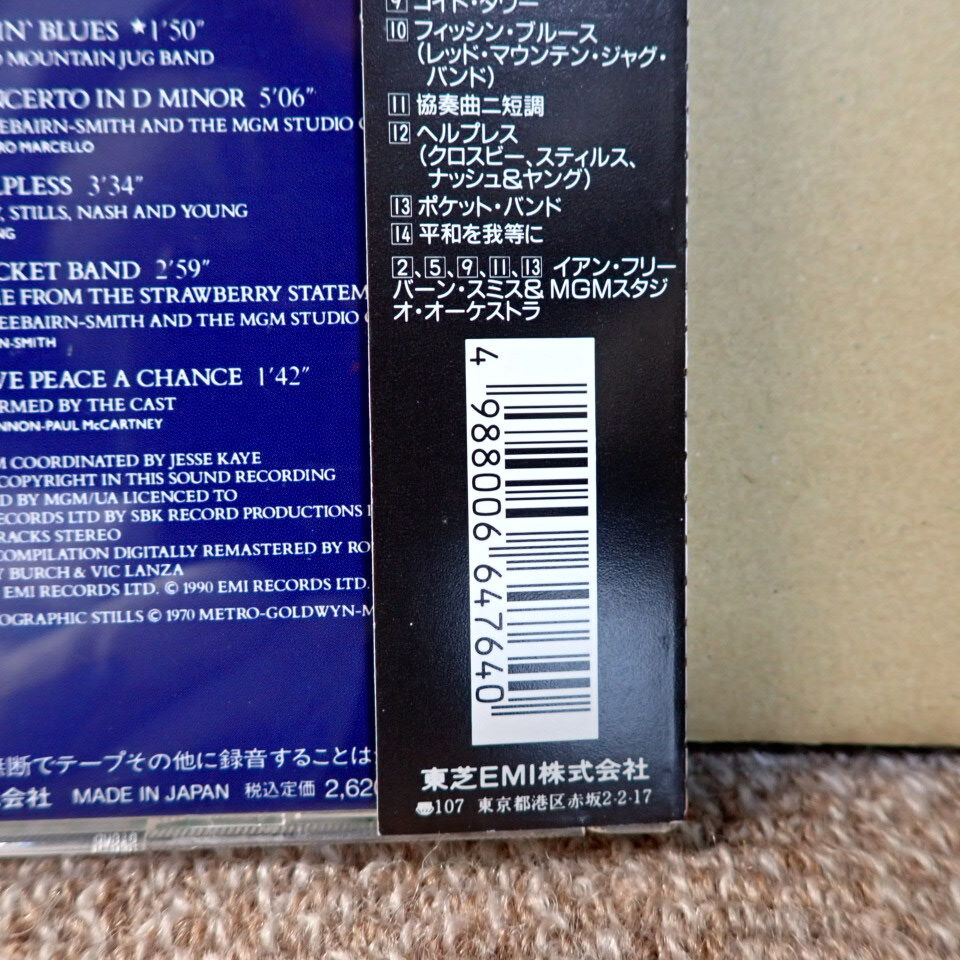 IN' BLUES ★1'50"
MOUNTAIN JUG BAND
NCERTO IN D MINOR 5'06"
EEBAIRN-SMITH AND THE MGM STUDIO
RO MARCELLO
LPLESS 3'34"
, STILLS, NASH AND YOUNG
NG
CKET BAND 2'59"
E FROM THE STRAWBERRY STATEM
EEBAIRN-SMITH AND THE MGM STUDIO
N-SMITH
VE PEACE A CHANCE 1'42"
RMED BY THE CAST
NNON-PAUL McCARTNEY
M COORDINATED BY JESSE KAYE
COPYRIGHT IN THIS SOUND RECORDING
D BY MGM/UA LICENCED TO
ECORDS LTD BY SBK RECORD PRODUCTIONS
RACKS STEREO
COMPILATION DIGITALLY REMASTERED BY RO
Y BURCH & VIC LANZA
EMI RECORDS LTD. © 1990 EMI RECORDS LTD.
OGRAPHIC STILLS © 1970 METRO-GOLDWYN-M
無断でテープその他に録音することは
会社 MADE IN JAPAN 税込定価 2,62
9 コイト・タワー
10 フィッシン・ブルース
(レッド・マウンテン・ジャグ・
バンド)
11 協奏曲ニ短調
12 ヘルプレス
(クロスビー、スティルス、
ナッシュ&ヤング)
13 ポケット・バンド
14 平和を我等に
2、5、9、11、13 イアン・フリー
バーン・スミス& MGMスタジ
オ・オーケストラ
4 988006 647640
東芝EMI株式会社
107 東京都港区赤坂2-2-17